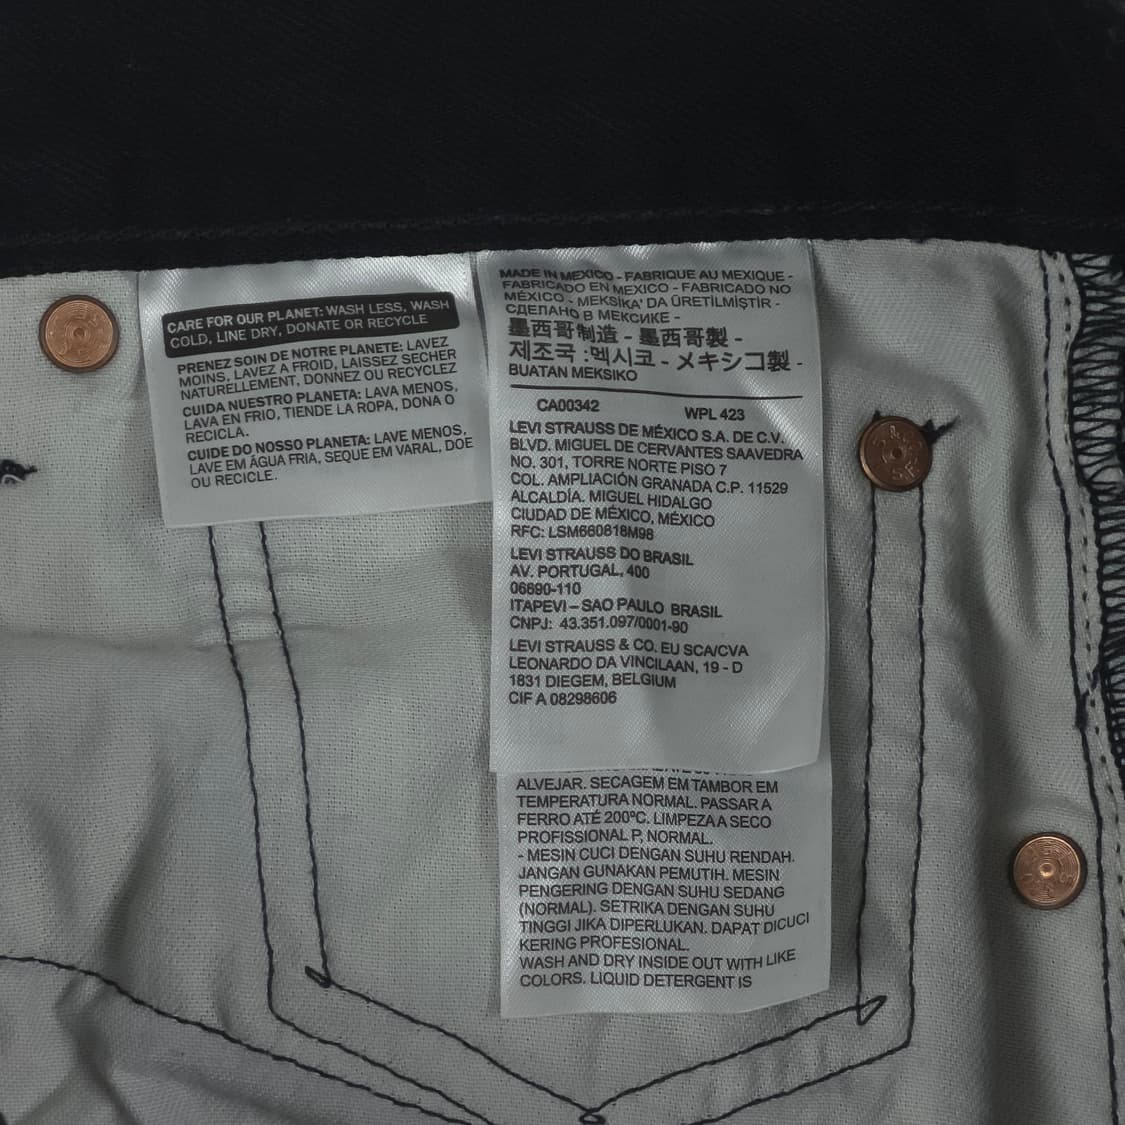 CARE FOR OUR PLANET: WASH LESS, WASH
COLD, LINE DRY, DONATE OR RECYCLE
PRENEZ SOIN DE NOTRE PLANETE: LAVEZ
MOINS, LAVEZ A FROID, LAISSEZ SECHER
NATURELLEMENT, DONNEZ OU RECYCLEZ
CUIDA NUESTRO PLANETA: LAVA MENOS,
LAVA EN FRIO, TIENDE LA ROPA, DONA O
RECICLA.
CUIDE DO NOSSO PLANETA: LAVE MENOS,
LAVE EM ÁGUA FRIA, SEQUE EM VARAL, DOE
OU RECICLE.
MADE IN MEXICO - FABRIQUE AU MEXIQUE -
FABRICADO EN MEXICO - FABRICADO NO
MÉXICO - MEKSİKA' DA ÜRETİLMİŞTİR -
СДЕЛАНО В МЕКСИКЕ -
墨西哥制造 - 墨西哥製 -
제조국 :멕시코 - メキシコ製 -
BUATAN MEKSIKO
CA00342 WPL 423
LEVI STRAUSS DE MÉXICO S.A. DE C.V.
BLVD. MIGUEL DE CERVANTES SAAVEDRA
NO. 301, TORRE NORTE PISO 7
COL. AMPLIACIÓN GRANADA C.P. 11529
ALCALDÍA. MIGUEL HIDALGO
CIUDAD DE MÉXICO, MÉXICO
RFC: LSM660818M98
LEVI STRAUSS DO BRASIL
AV. PORTUGAL, 400
06690-110
ITAPEVI – SAO PAULO BRASIL
CNPJ: 43.351.097/0001-90
LEVI STRAUSS & CO. EU SCA/CVA
LEONARDO DA VINCILAAN, 19 - D
1831 DIEGEM, BELGIUM
CIF A 08298606
ALVEJAR. SECAGEM EM TAMBOR EM
TEMPERATURA NORMAL. PASSAR A
FERRO ATÉ 200ºC. LIMPEZA A SECO
PROFISSIONAL P, NORMAL.
- MESIN CUCI DENGAN SUHU RENDAH.
JANGAN GUNAKAN PEMUTIH. MESIN
PENGERING DENGAN SUHU SEDANG
(NORMAL). SETRIKA DENGAN SUHU
TINGGI JIKA DIPERLUKAN. DAPAT DICUCI
KERING PROFESIONAL.
WASH AND DRY INSIDE OUT WITH LIKE
COLORS. LIQUID DETERGENT IS